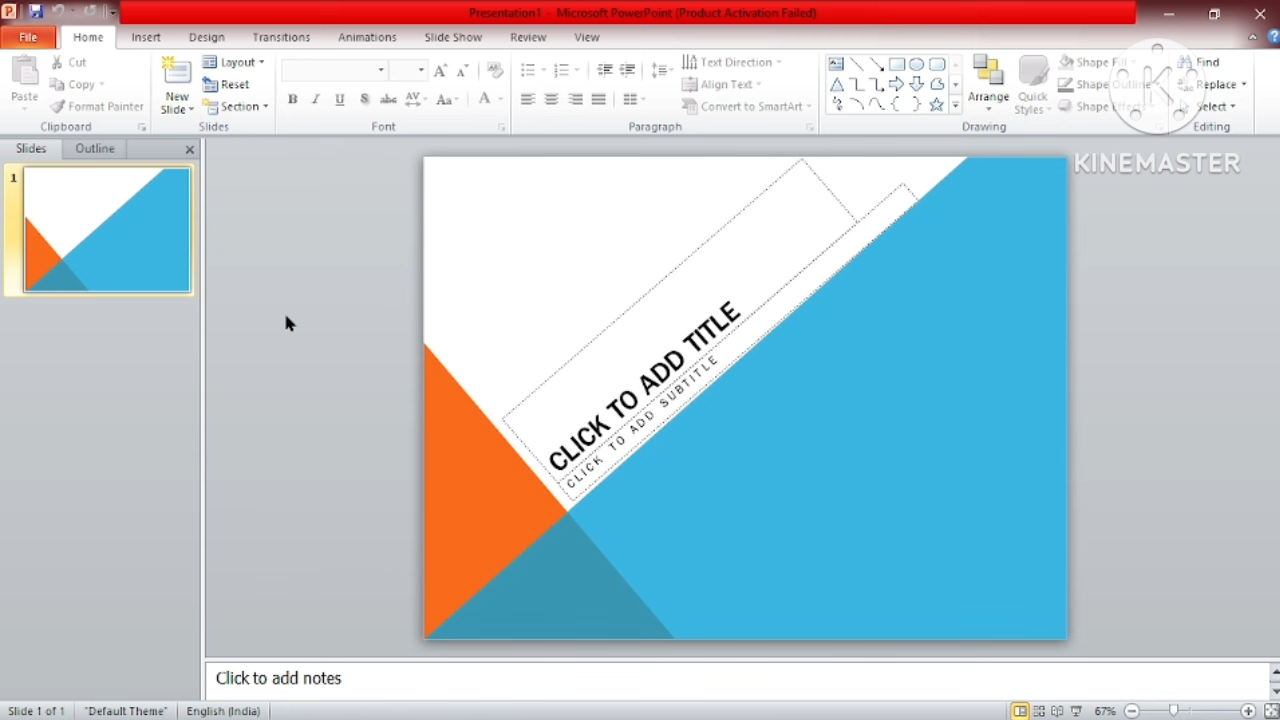 Presentation1 - Microsoft PowerPoint (Product Activation Failed)
File Home Insert Design Transitions Animations Slide Show Review View
Paste
Cut
Copy
Format Painter
Clipboard
New Slide
Layout
Reset
Section
Slides
Font
Text Direction
Align Text
Convert to SmartArt
Paragraph
Arrange
Quick Styles
Shape Fill
Shape Outline
Shape Effects
Drawing
Find
Replace
Select
Editing
KINEMASTER
Slides Outline
1
CLICK TO ADD TITLE
CLICK TO ADD SUBTITLE
Click to add notes
Slide 1 of 1 "Default Theme" English (India) 67%